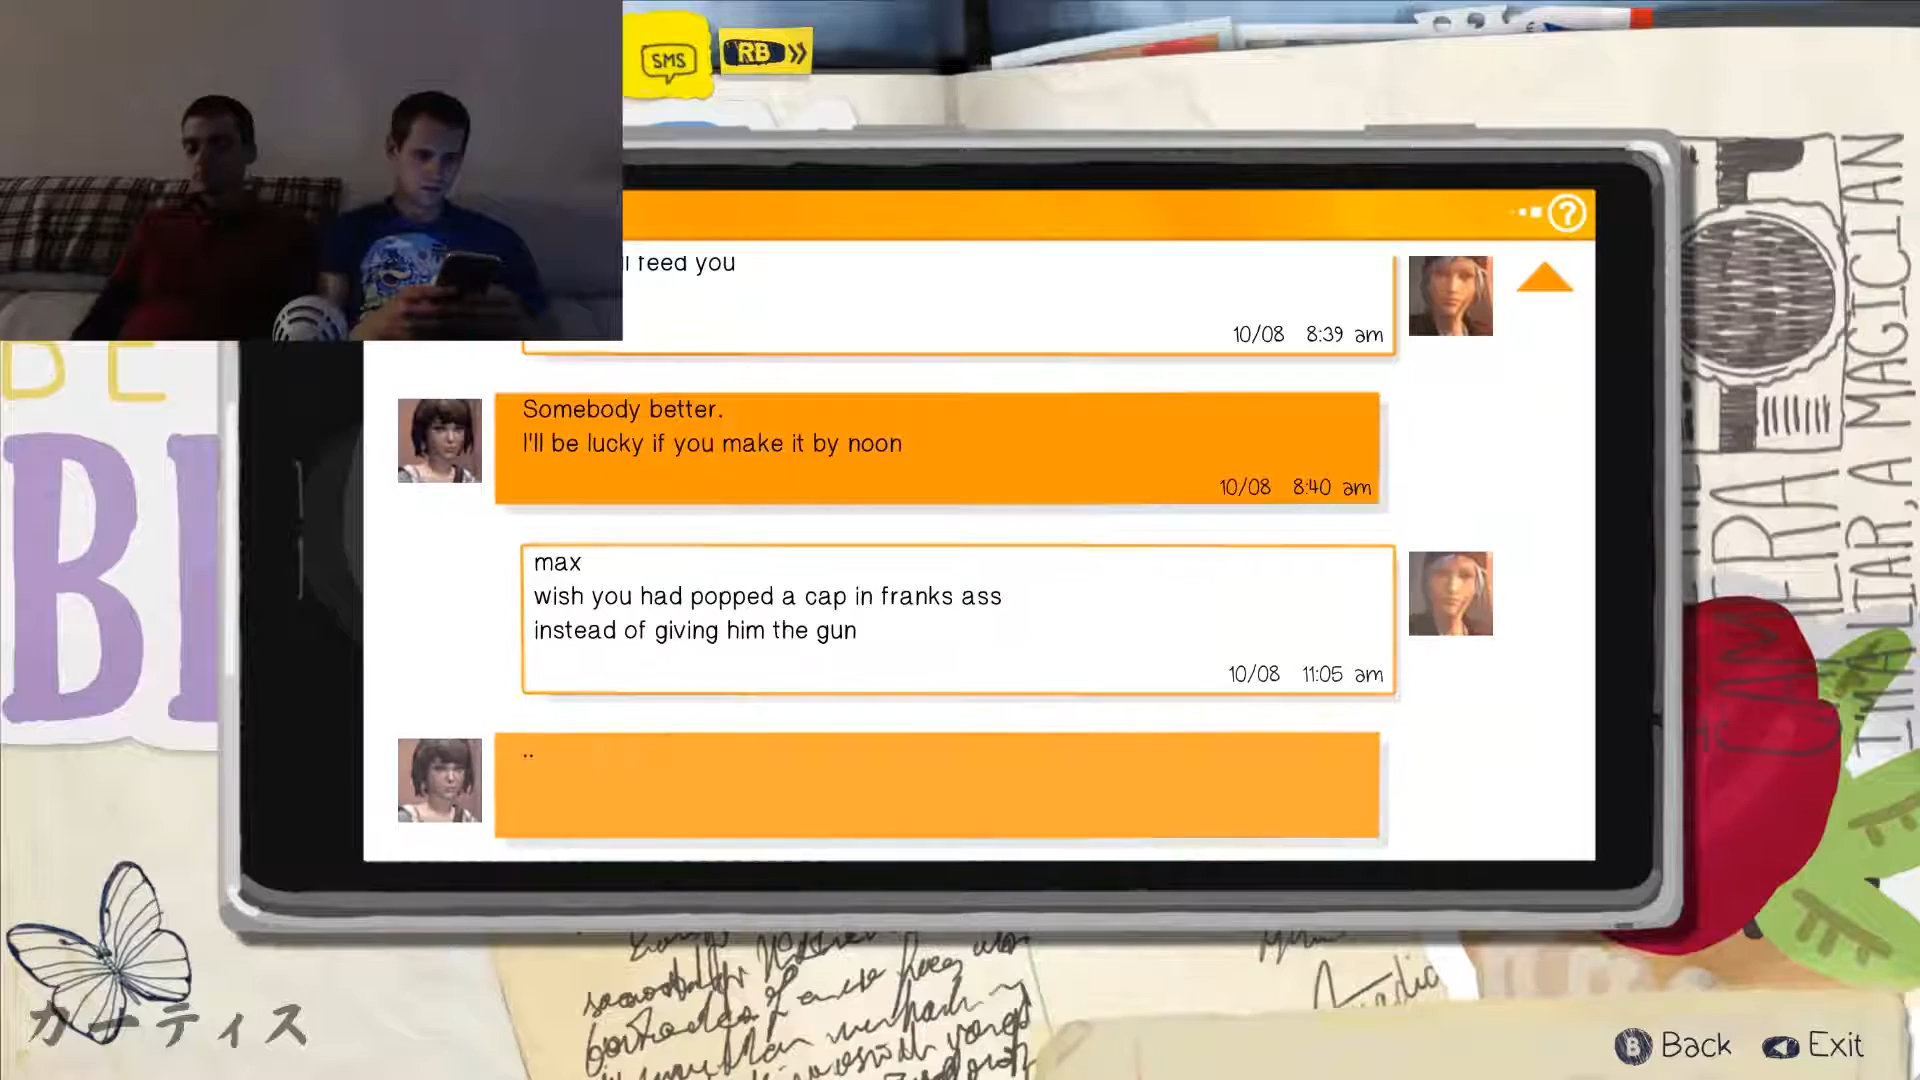 SMS
RB
l feed you
10/08 8:39 am
Somebody better.
I'll be lucky if you make it by noon
10/08 8:40 am
max
wish you had popped a cap in franks ass
instead of giving him the gun
10/08 11:05 am
..
BE
B
CAMERA
I'M A LIAR, A MAGICIAN
カーティス
B Back
Exit